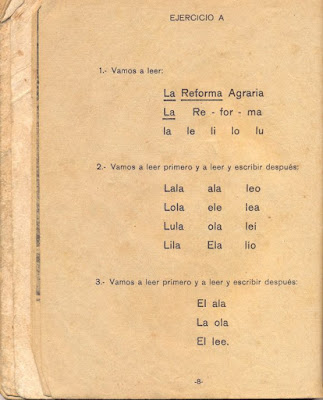 EJERCICIO A
1.- Vamos a leer:
La Reforma Agraria
La Re - for - ma
la le li lo lu
2.- Vamos a leer primero y a leer y escribir después:
Lala ala leo
Lola ele lea
Lula ola lei
Lila Ela lio
3.- Vamos a leer primero y a leer y escribir después:
El ala
La ola
El lee.
-8-